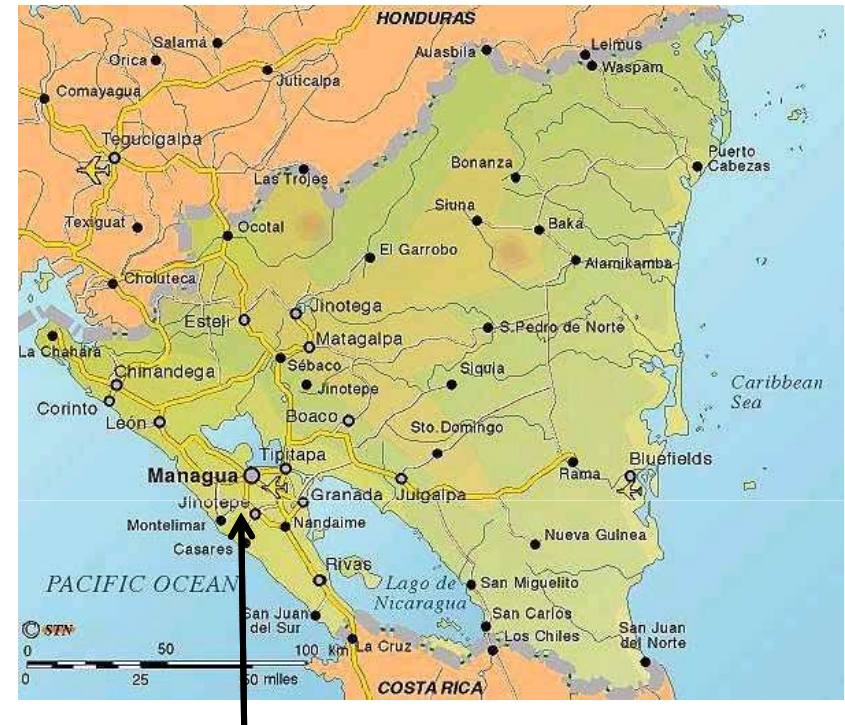 HONDURAS
Salamá
Orica
Auasbila
Leimus
Waspam
Juticalpa
Comayagua
Tegucigalpa
Puerto
Cabezas
Bonanza
Las Trojes
Siuna
Texiguat
Ocotal
Baka
El Garrobo
Alamikamba
Choluteca
Jinotega
Esteli
S.Pedro de Norte
Matagalpa
La Chahara
Sébaco
Chinandega
Siquia
Jinotepe
Caribbean
Sea
Corinto
Boaco
León
Sto.Domingo
Tipitapa
Bluefields
Managua
Rama
Juigalpa
Jinotepe
Granada
Montelimar
Nandaime
Nueva Guinea
Casares
Rivas
PACIFIC OCEAN
Lago de
Nicaragua
San Miguelito
San Juan
del Sur
San Carlos
San Juan
del Norte
Los Chiles
© STN
La Cruz
0 50 100 km
0 25 50 miles
COSTA RICA